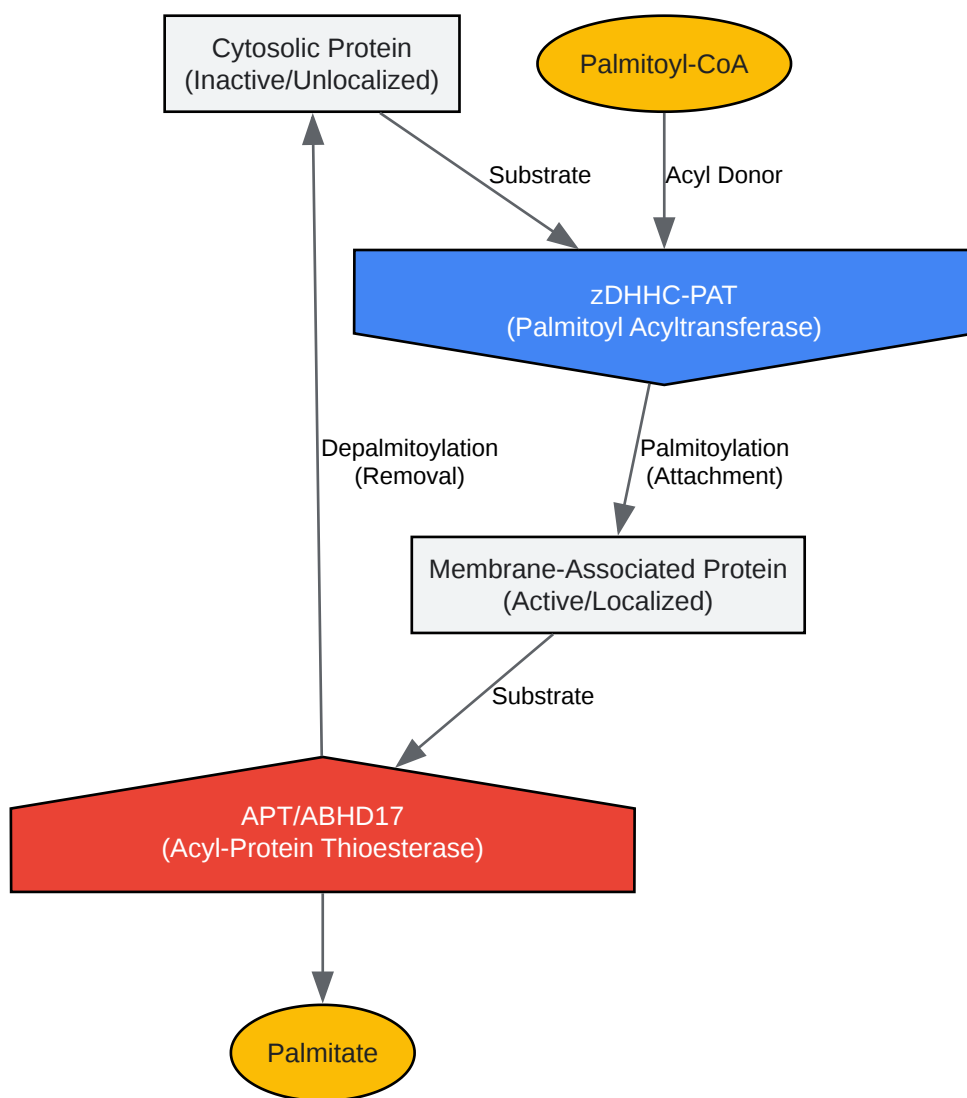 Cytosolic Protein
(Inactive/Unlocalized)
Palmitoyl-CoA
Substrate
Acyl Donor
zDHHC-PAT
(Palmitoyl Acyltransferase)
Depalmitoylation
(Removal)
Palmitoylation
(Attachment)
Membrane-Associated Protein
(Active/Localized)
Substrate
APT/ABHD17
(Acyl-Protein Thioesterase)
Palmitate